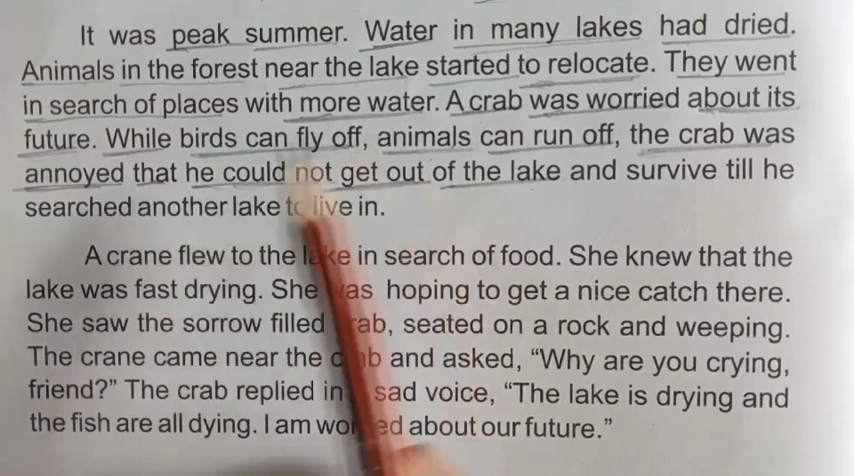 It was peak summer. Water in many lakes had dried.
Animals in the forest near the lake started to relocate. They went
in search of places with more water. A crab was worried about its
future. While birds can fly off, animals can run off, the crab was
annoyed that he could not get out of the lake and survive till he
searched another lake to live in.
A crane flew to the lake in search of food. She knew that the
lake was fast drying. She was hoping to get a nice catch there.
She saw the sorrow filled crab, seated on a rock and weeping.
The crane came near the crab and asked, “Why are you crying,
friend?” The crab replied in a sad voice, “The lake is drying and
the fish are all dying. I am worried about our future.”